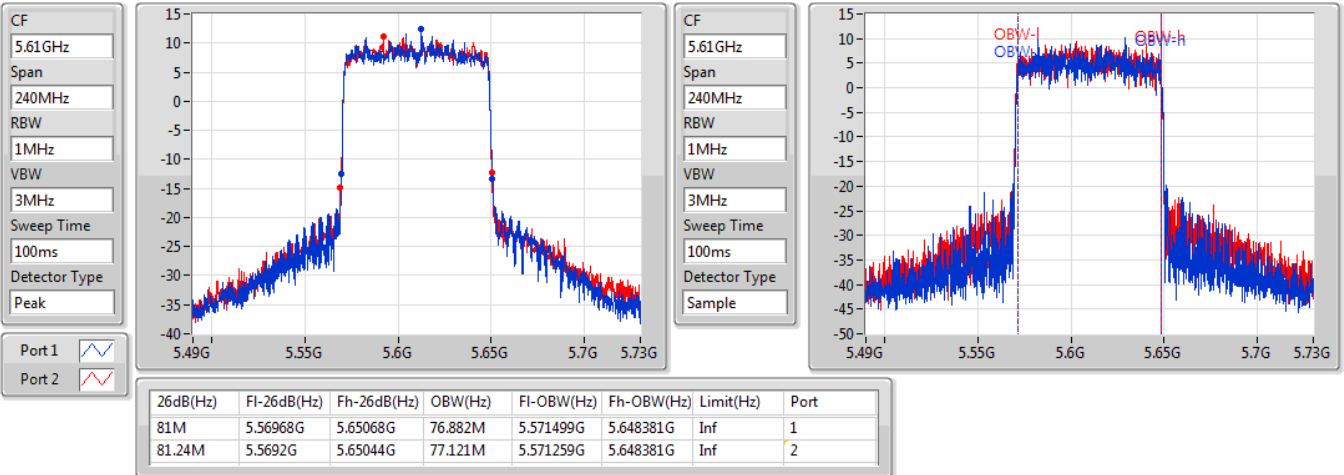 CF
5.61GHz
Span
240MHz
RBW
1MHz
VBW
3MHz
Sweep Time
100ms
Detector Type
Peak
Port 1
Port 2
15
10
5
0
-5
-10
-15
-20
-25
-30
-35
-40
5.49G 5.55G 5.6G 5.65G 5.7G 5.73G
CF
5.61GHz
Span
240MHz
RBW
1MHz
VBW
3MHz
Sweep Time
100ms
Detector Type
Sample
15
10
5
0
-5
-10
-15
-20
-25
-30
-35
-40
-45
-50
OBW-l
OBW-h
5.49G 5.55G 5.6G 5.65G 5.7G 5.73G
26dB(Hz) Fl-26dB(Hz) Fh-26dB(Hz) OBW(Hz) Fl-OBW(Hz) Fh-OBW(Hz) Limit(Hz) Port
81M 5.56968G 5.65068G 76.882M 5.571499G 5.648381G Inf 1
81.24M 5.5692G 5.65044G 77.121M 5.571259G 5.648381G Inf 2